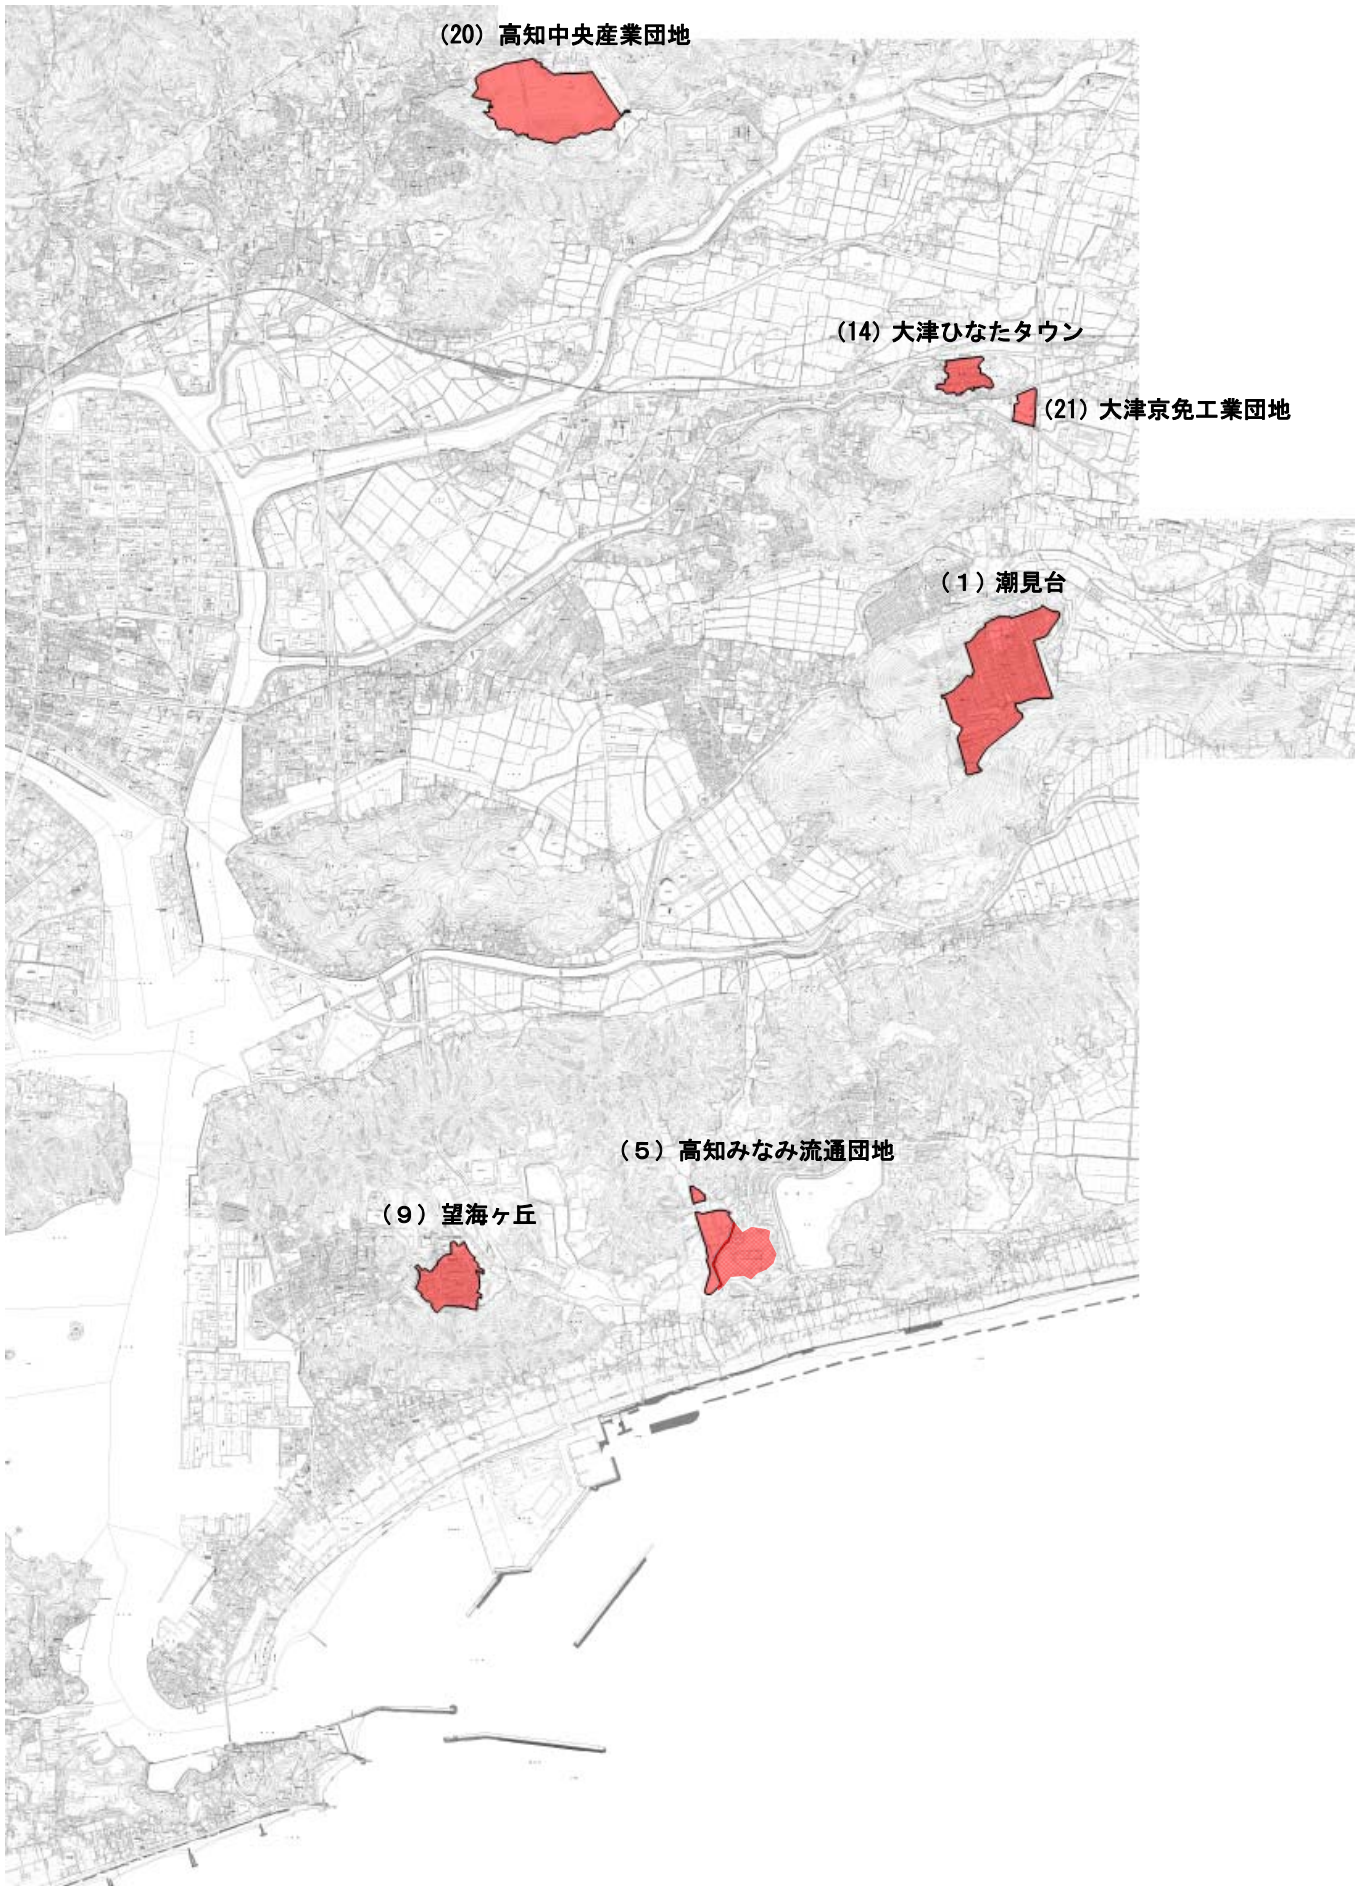 （20）高知中央産業団地
（14）大津ひなたタウン
（21）大津京免工業団地
（１）潮見台
（５）高知みなみ流通団地
（９）望海ヶ丘